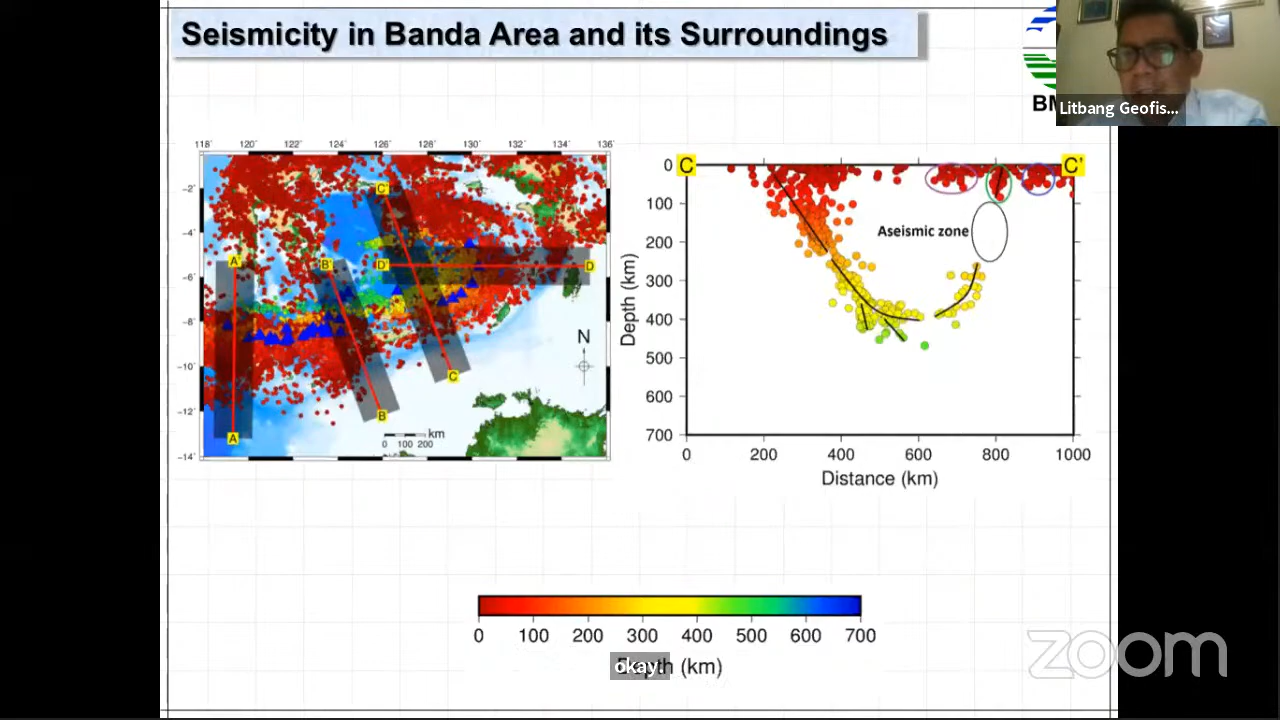 Seismicity in Banda Area and its Surroundings
BM
Litbang Geofis...
118° 120° 122° 124° 126° 128° 130° 132° 134° 136°
-2°
-4°
-6°
-8°
-10°
-12°
-14°
A'
B'
C'
D'
D
C
B
A
N
km
0 100 200
C
C'
0
100
200
300
400
500
600
700
Depth (km)
Aseismic zone
0 200 400 600 800 1000
Distance (km)
0 100 200 300 400 500 600 700
Depth (km)
okay.
zoom